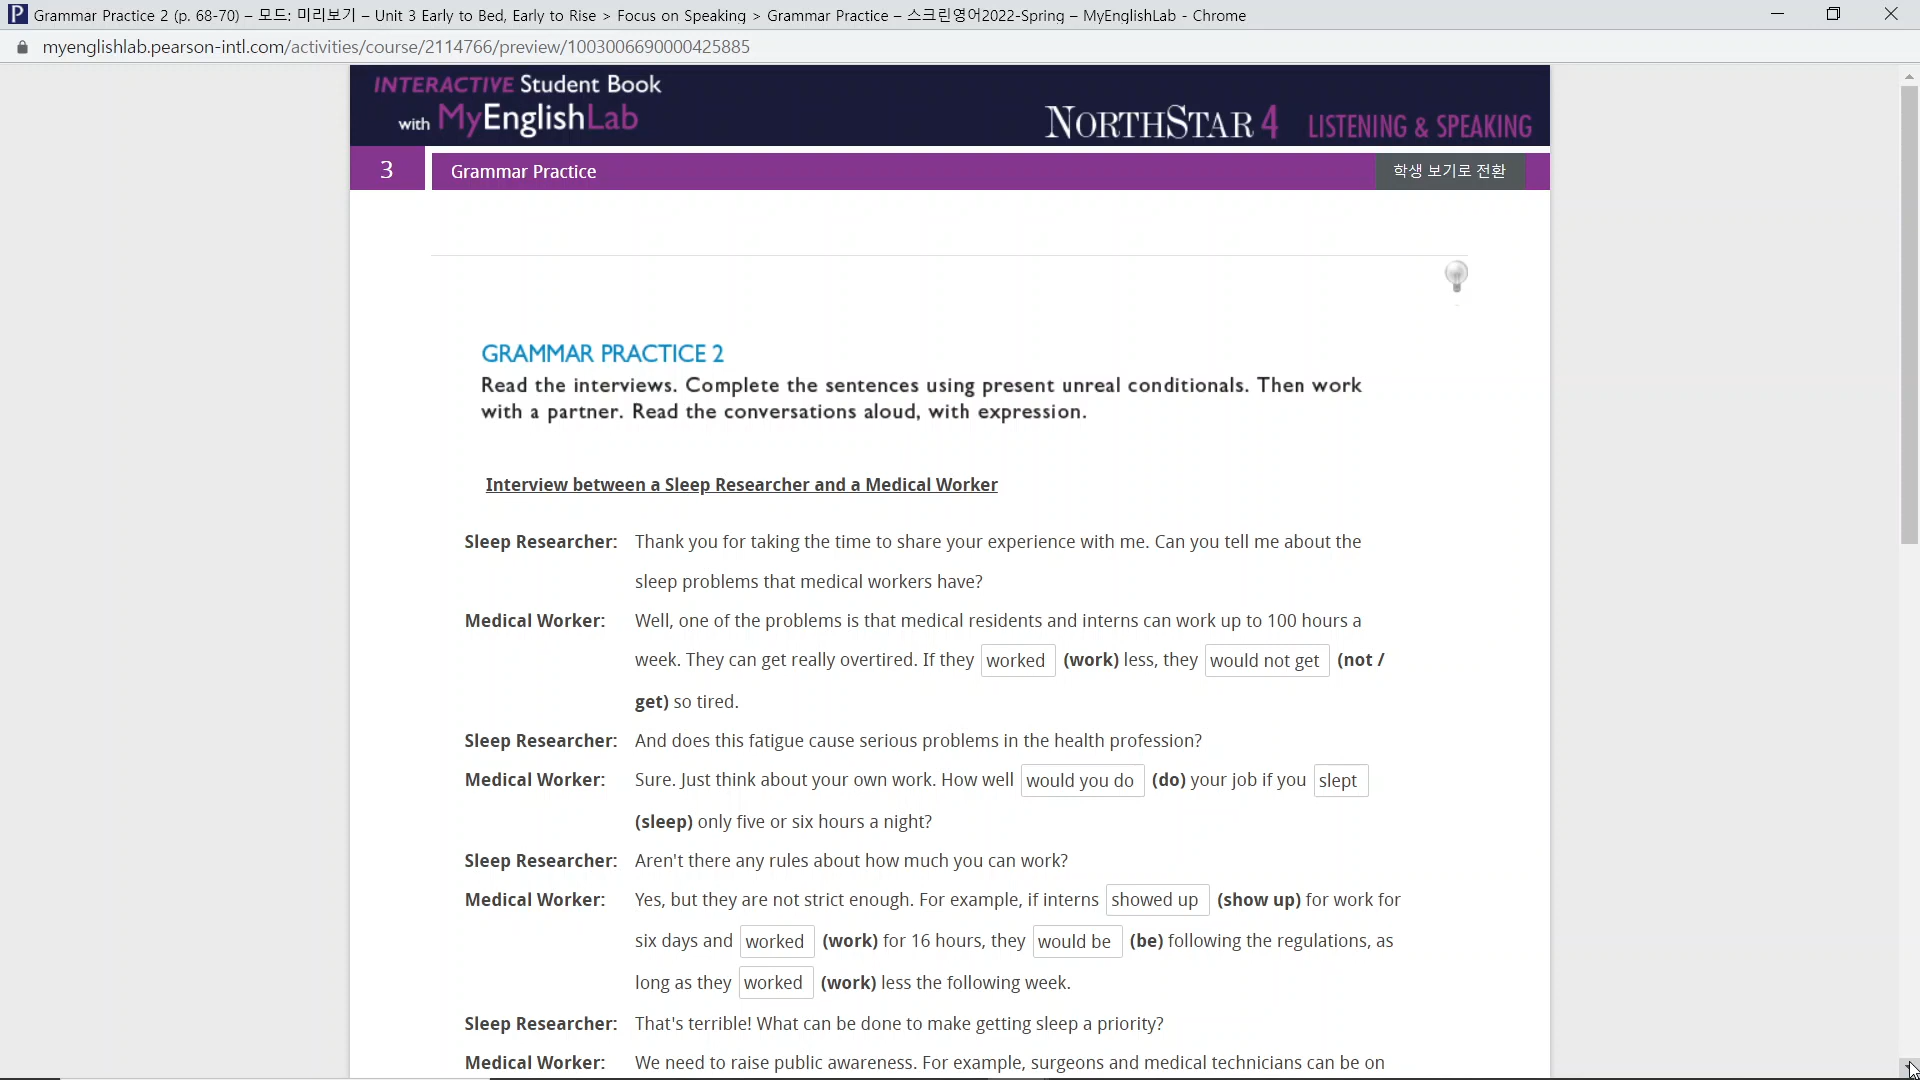 Grammar Practice 2 (p. 68-70) – 모드: 미리보기 – Unit 3 Early to Bed, Early to Rise > Focus on Speaking > Grammar Practice – 스크린영어2022-Spring – MyEnglishLab - Chrome
myenglishlab.pearson-intl.com/activities/course/2114766/preview/1003006690000425885
INTERACTIVE Student Book
with MyEnglishLab
NORTHSTAR 4 LISTENING & SPEAKING
3 Grammar Practice 학생 보기로 전환
GRAMMAR PRACTICE 2
Read the interviews. Complete the sentences using present unreal conditionals. Then work
with a partner. Read the conversations aloud, with expression.
Interview between a Sleep Researcher and a Medical Worker
Sleep Researcher: Thank you for taking the time to share your experience with me. Can you tell me about the
sleep problems that medical workers have?
Medical Worker: Well, one of the problems is that medical residents and interns can work up to 100 hours a
week. They can get really overtired. If they worked (work) less, they would not get (not /
get) so tired.
Sleep Researcher: And does this fatigue cause serious problems in the health profession?
Medical Worker: Sure. Just think about your own work. How well would you do (do) your job if you slept
(sleep) only five or six hours a night?
Sleep Researcher: Aren't there any rules about how much you can work?
Medical Worker: Yes, but they are not strict enough. For example, if interns showed up (show up) for work for
six days and worked (work) for 16 hours, they would be (be) following the regulations, as
long as they worked (work) less the following week.
Sleep Researcher: That's terrible! What can be done to make getting sleep a priority?
Medical Worker: We need to raise public awareness. For example, surgeons and medical technicians can be on